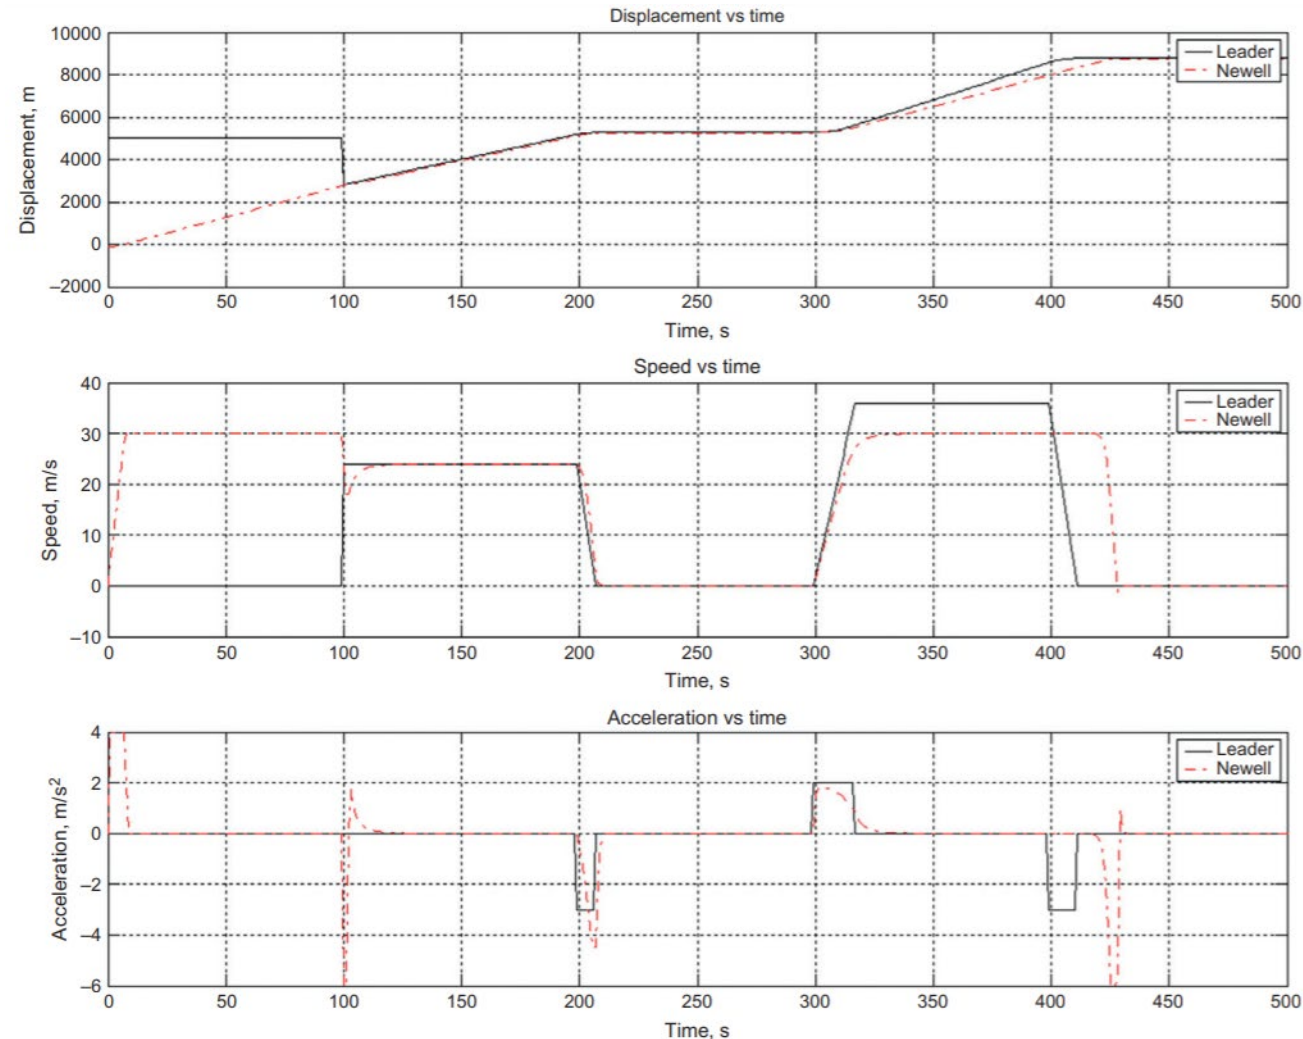 Displacement vs time
Displacement, m
10000
8000
6000
4000
2000
0
–2000
Leader
Newell
0 50 100 150 200 250 300 350 400 450 500
Time, s
Speed vs time
Speed, m/s
40
30
20
10
0
–10
Leader
Newell
0 50 100 150 200 250 300 350 400 450 500
Time, s
Acceleration vs time
Acceleration, m/s²
4
2
0
–2
–4
–6
Leader
Newell
0 50 100 150 200 250 300 350 400 450 500
Time, s